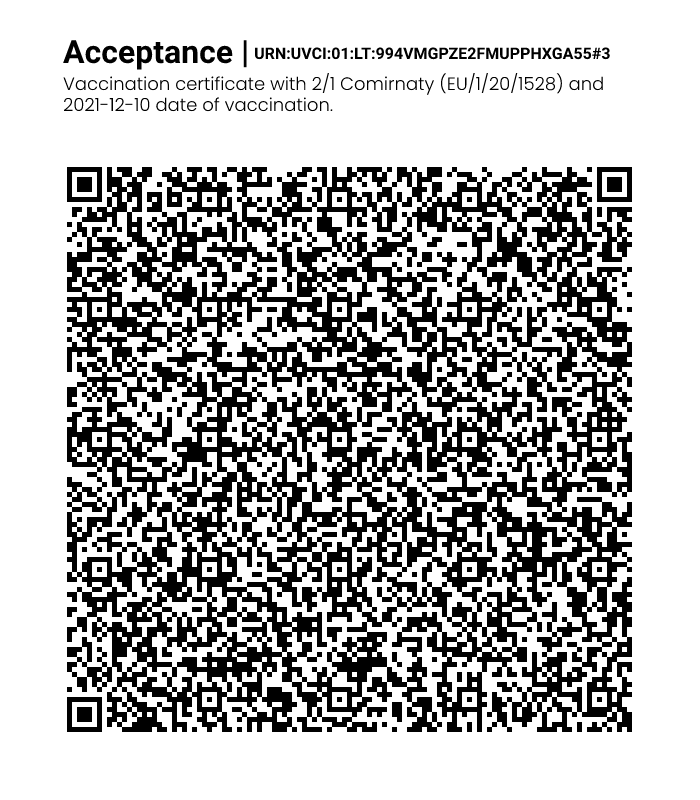 Acceptance | URN:UVCI:01:LT:994VMGPZE2FMUPPHXGA55#3
Vaccination certificate with 2/1 Comirnaty (EU/1/20/1528) and
2021-12-10 date of vaccination.